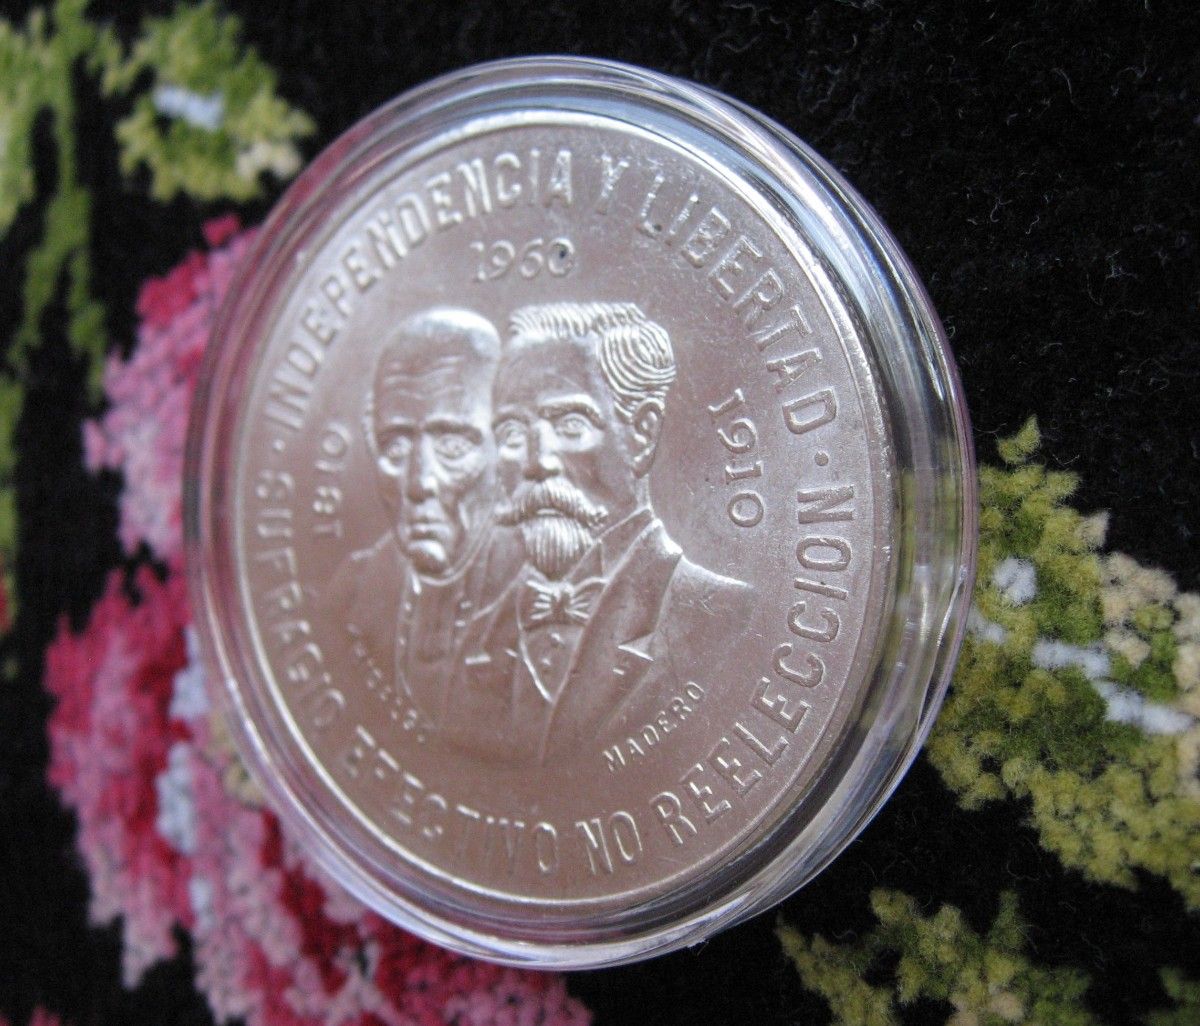 INDEPENDENCIA Y LIBERTAD
1960
1810
1910
MADERO
SUFRAGIO EFECTIVO NO REELECCION